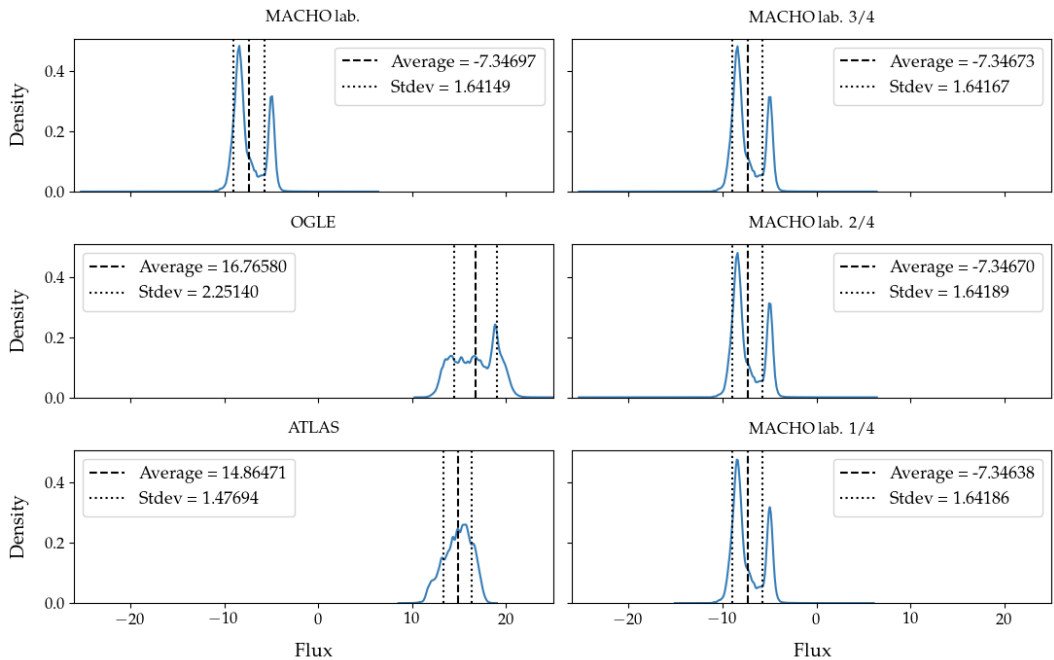 MACHO lab.
Density
0.4
0.2
0.0
Average = -7.34697
Stdev = 1.64149
MACHO lab. 3/4
Average = -7.34673
Stdev = 1.64167
OGLE
Density
0.4
0.2
0.0
Average = 16.76580
Stdev = 2.25140
MACHO lab. 2/4
Average = -7.34670
Stdev = 1.64189
ATLAS
Density
0.4
0.2
0.0
Average = 14.86471
Stdev = 1.47694
−20 −10 0 10 20
Flux
MACHO lab. 1/4
Average = -7.34638
Stdev = 1.64186
−20 −10 0 10 20
Flux